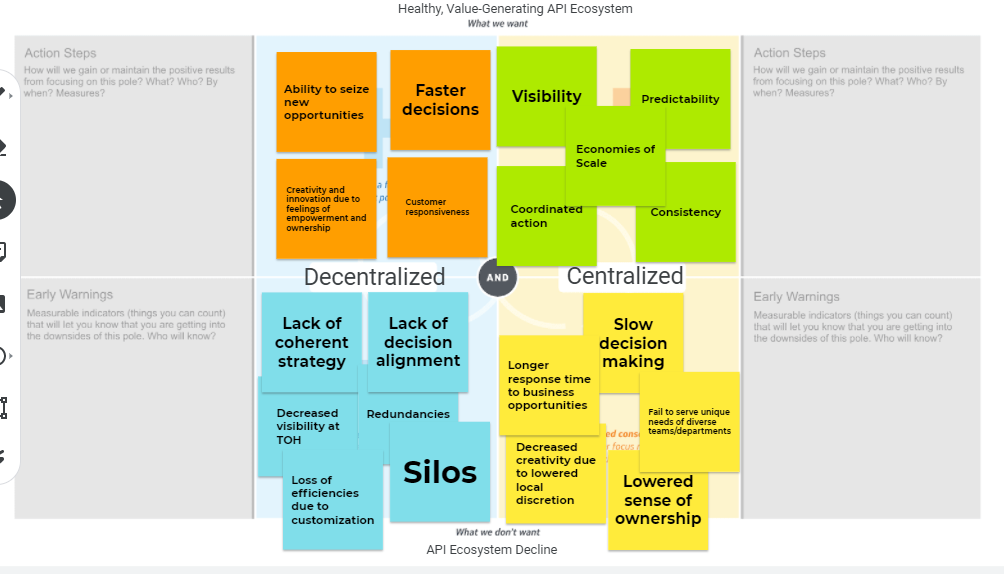 Healthy, Value-Generating API Ecosystem
What we want
Action Steps
How will we gain or maintain the positive results
from focusing on this pole? What? Who? By
when? Measures?
Ability to seize
new
opportunities
Faster
decisions
Creativity and
innovation due to
feelings of
empowerment and
ownership
Customer
responsiveness
Visibility
Predictability
Economies of
Scale
Coordinated
action
Consistency
Action Steps
How will we gain or maintain the positive results
from focusing on this pole? What? Who? By
when? Measures?
Decentralized
AND
Centralized
Early Warnings
Measurable indicators (things you can count)
that will let you know that you are getting into
the downsides of this pole. Who will know?
Lack of
coherent
strategy
Lack of
decision
alignment
Decreased
visibility at
TOH
Redundancies
Loss of
efficiencies
due to
customization
Silos
Slow
decision
making
Longer
response time
to business
opportunities
Fail to serve unique
needs of diverse
teams/departments
Decreased
creativity due
to lowered
local
discretion
Lowered
sense of
ownership
Early Warnings
Measurable indicators (things you can count)
that will let you know that you are getting into
the downsides of this pole. Who will know?
What we don't want
API Ecosystem Decline